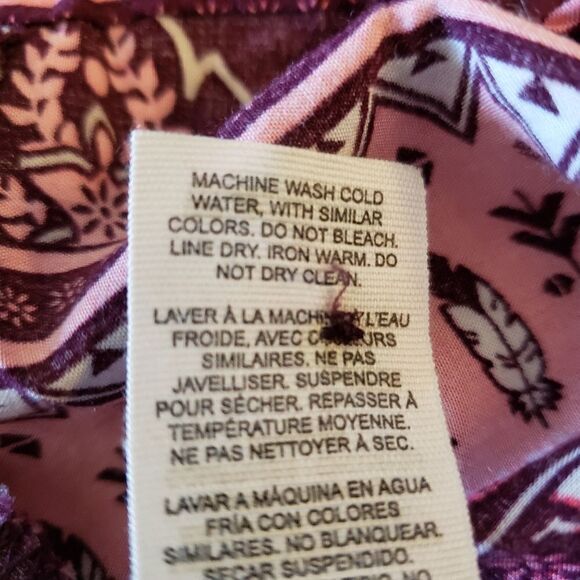 MACHINE WASH COLD
WATER, WITH SIMILAR
COLORS. DO NOT BLEACH.
LINE DRY. IRON WARM. DO
NOT DRY CLEAN.
LAVER À LA MACHINE À L'EAU
FROIDE, AVEC COULEURS
SIMILAIRES. NE PAS
JAVELLISER. SUSPENDRE
POUR SÉCHER. REPASSER À
TEMPÉRATURE MOYENNE.
NE PAS NETTOYER À SEC.
LAVAR A MÁQUINA EN AGUA
FRÍA CON COLORES
SIMILARES. NO BLANQUEAR.
SECAR SUSPENDIDO.
NO